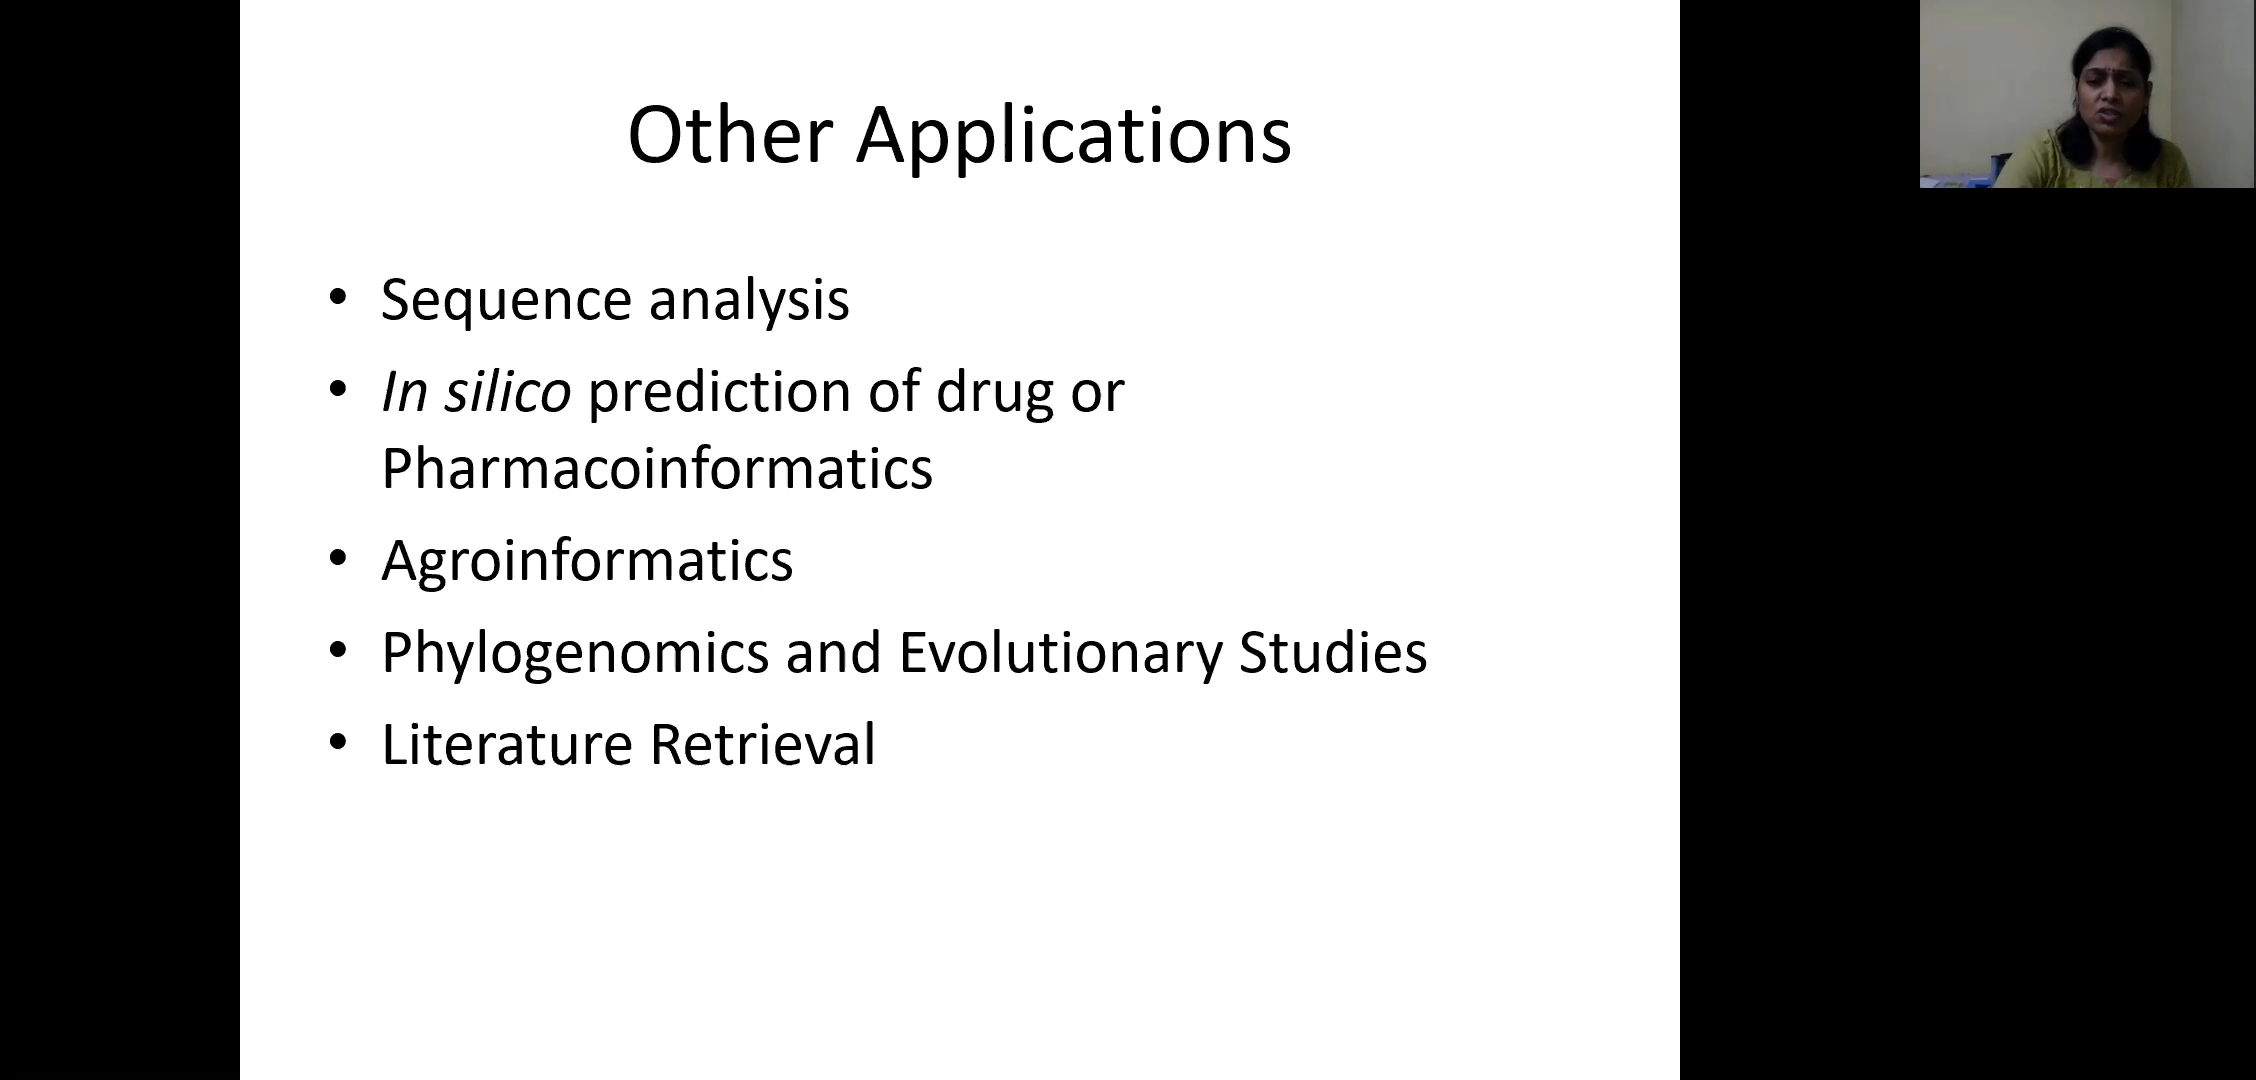 Other Applications
• Sequence analysis
• In silico prediction of drug or
Pharmacoinformatics
• Agroinformatics
• Phylogenomics and Evolutionary Studies
• Literature Retrieval